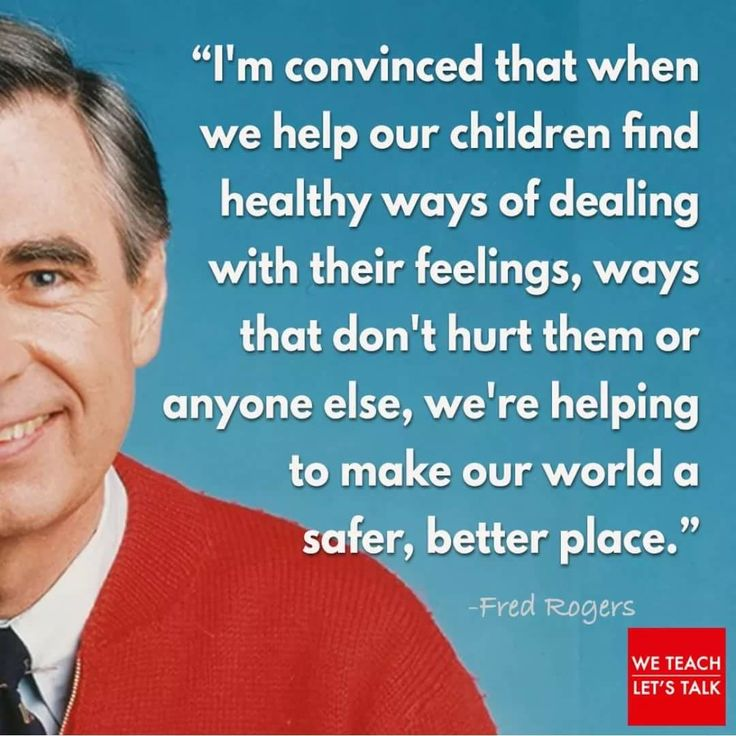 “I'm convinced that when
we help our children find
healthy ways of dealing
with their feelings, ways
that don't hurt them or
anyone else, we're helping
to make our world a
safer, better place.”
-Fred Rogers
WE TEACH
LET'S TALK